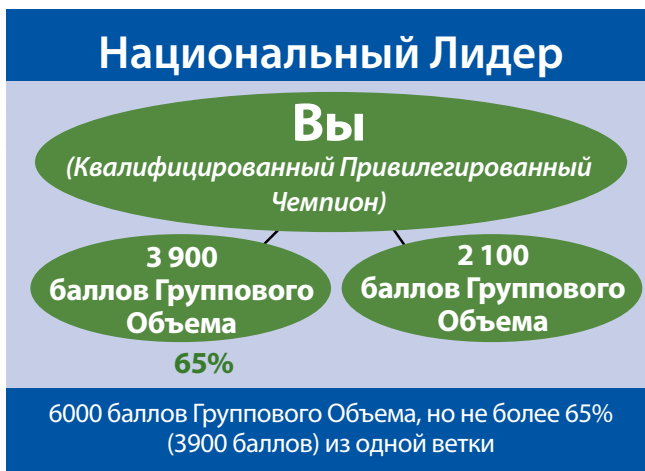 Национальный Лидер
Вы
(Квалифицированный Привилегированный
Чемпион)
3 900
баллов Группового
Объема
2 100
баллов Группового
Объема
65%
6000 баллов Группового Объема, но не более 65%
(3900 баллов) из одной ветки